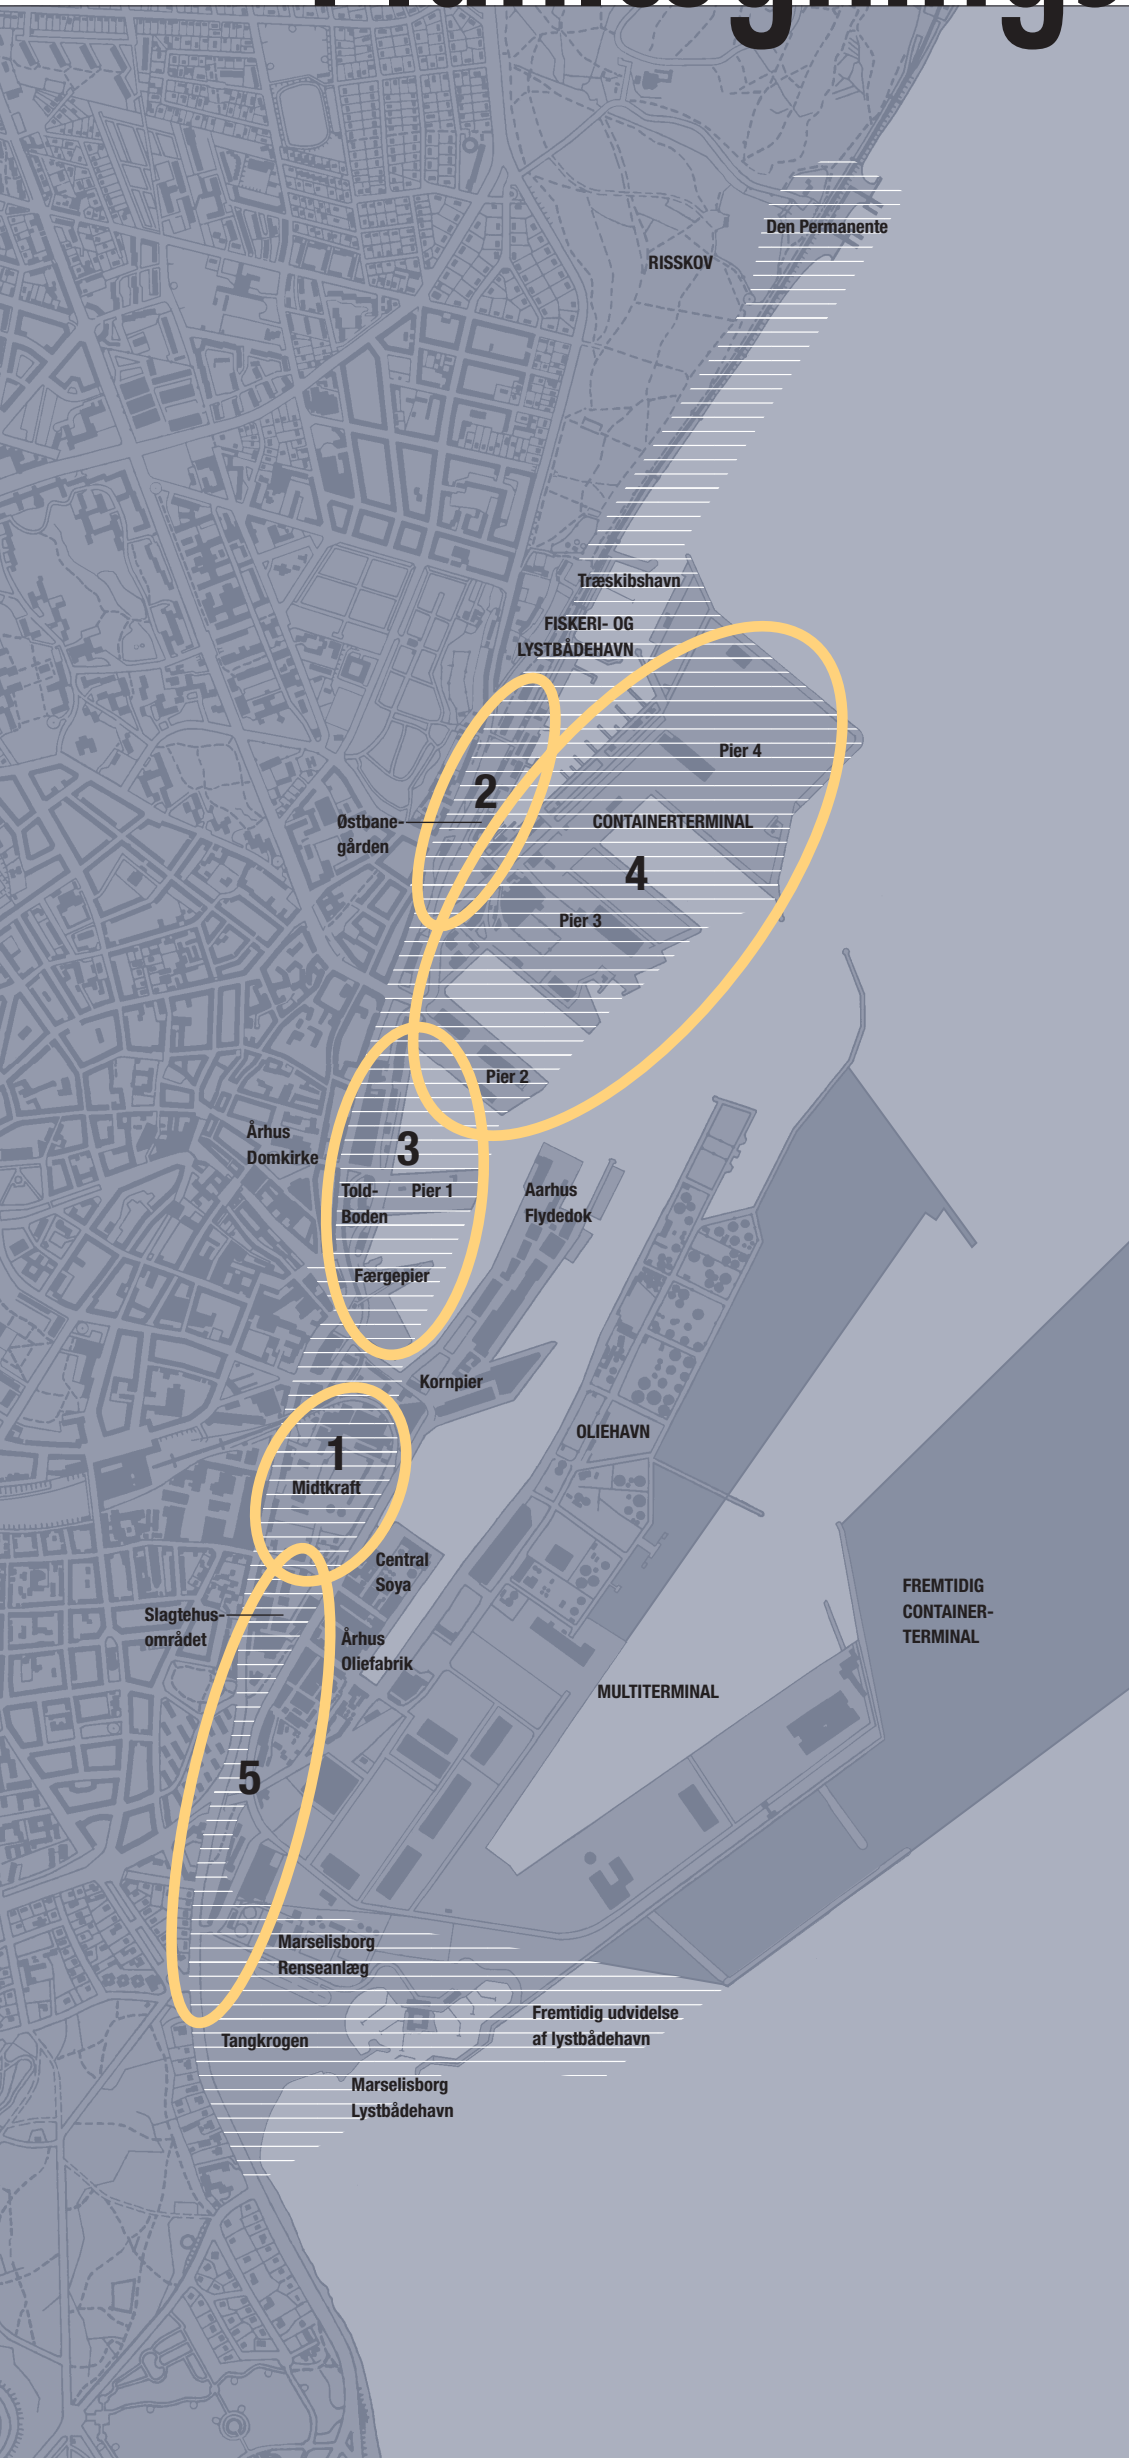 Den Permanente
RISSKOV
Træskibshavn
FISKERI- OG
LYSTBÅDEHAVN
Pier 4
2
Østbane-
gården
CONTAINERTERMINAL
4
Pier 3
Pier 2
Århus
Domkirke
3
Told-
Boden
Pier 1
Aarhus
Flydedok
Færgepier
Kornpier
OLIEHAVN
1
Midtkraft
Central
Soya
FREMTIDIG
CONTAINER-
TERMINAL
Slagtehus-
området
Århus
Oliefabrik
MULTITERMINAL
5
Marselisborg
Renseanlæg
Fremtidig udvidelse
af lystbådehavn
Tangkrogen
Marselisborg
Lystbådehavn